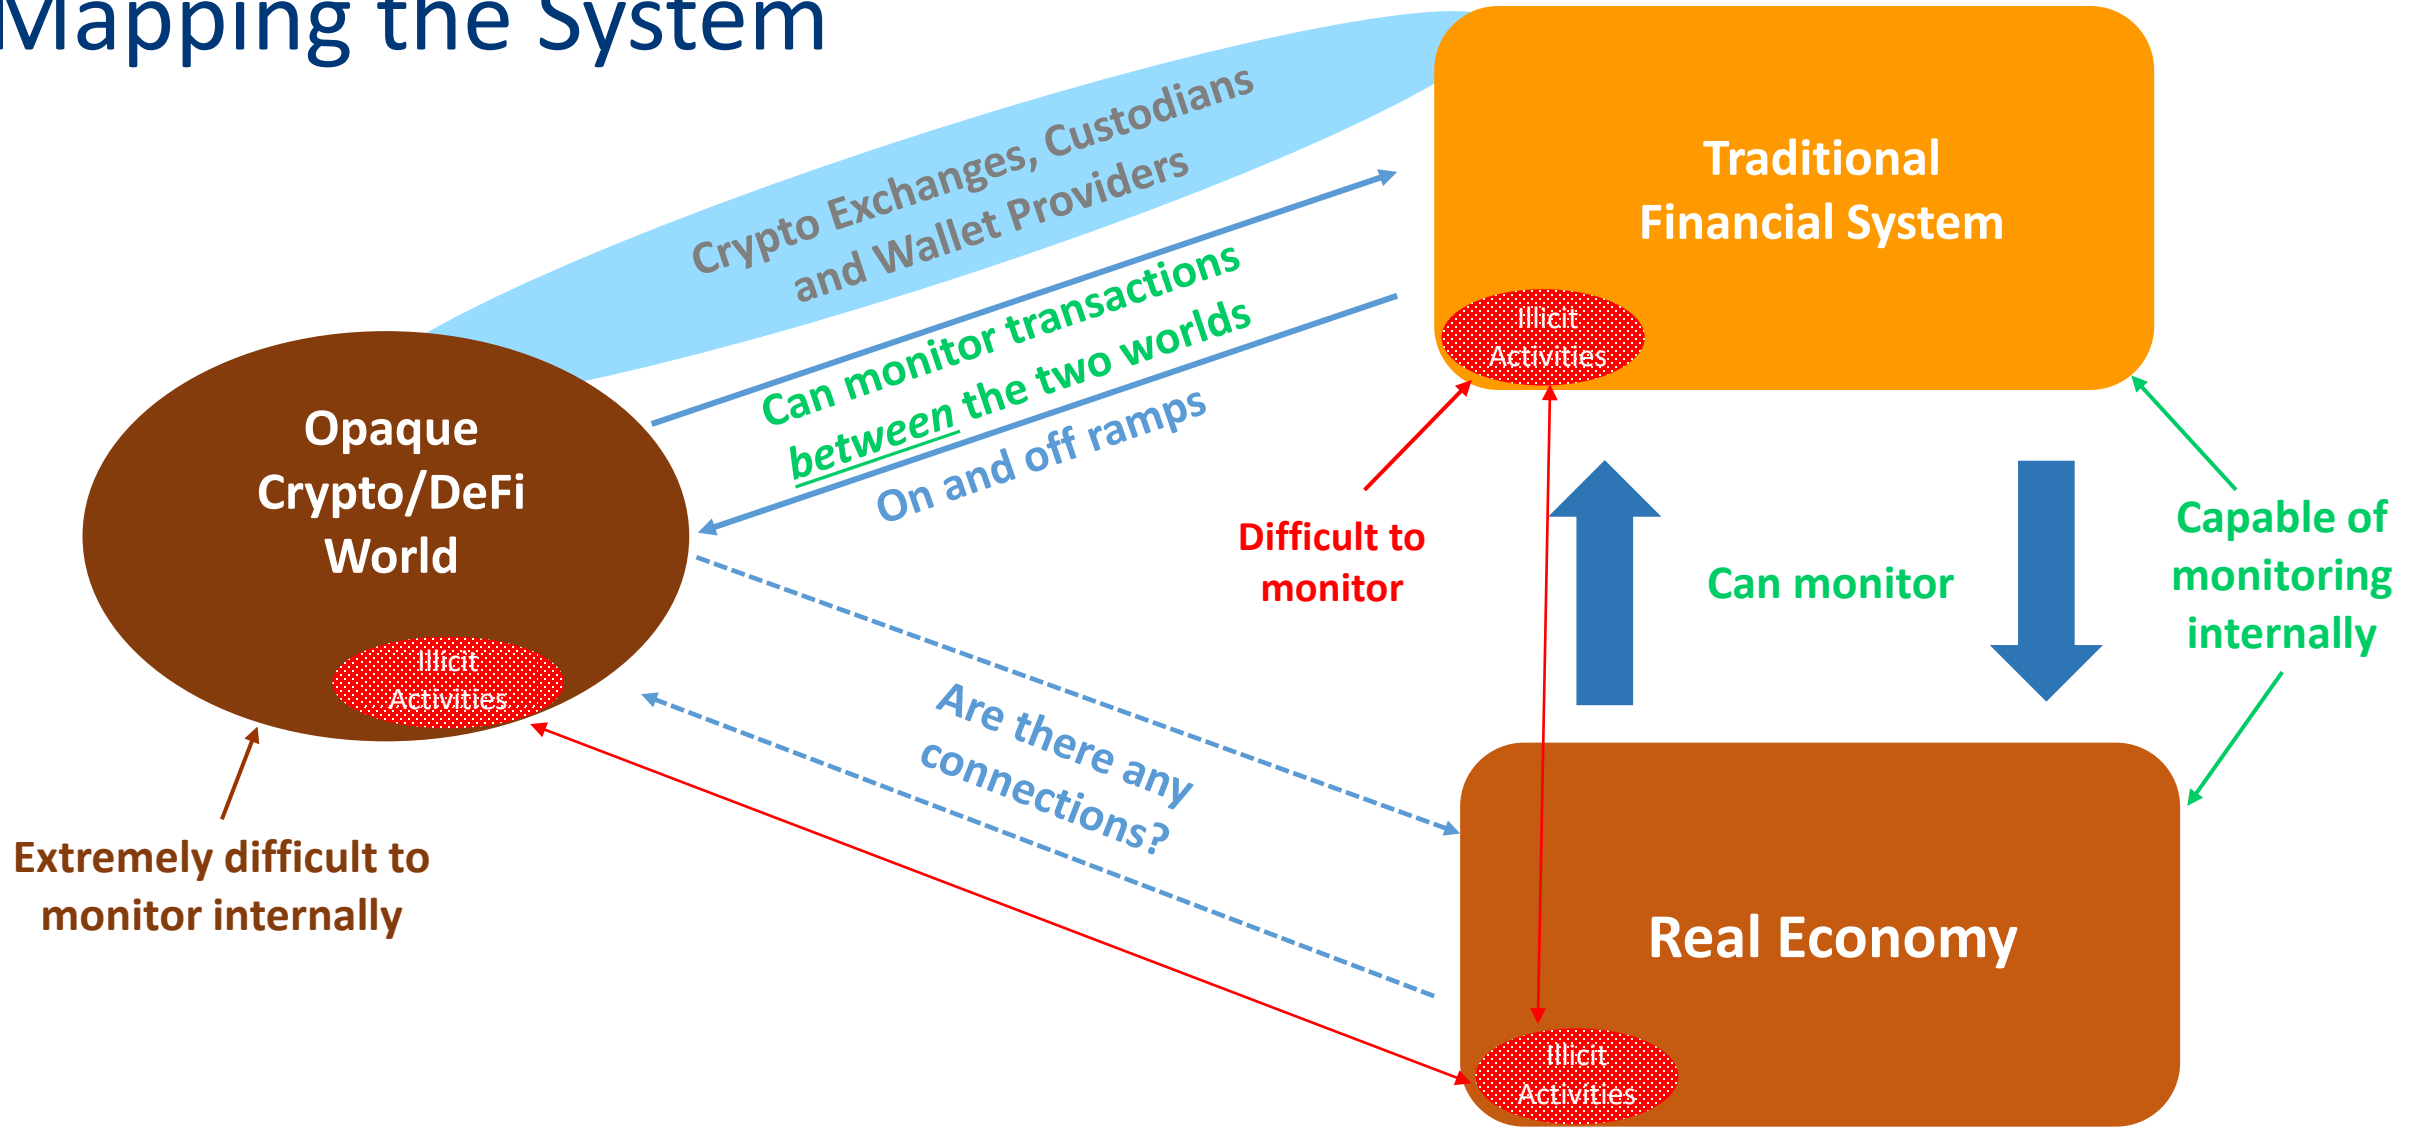 Mapping the System
Crypto Exchanges, Custodians
and Wallet Providers
Can monitor transactions
between the two worlds
On and off ramps
Traditional
Financial System
Illicit
Activities
Opaque
Crypto/DeFi
World
Illicit
Activities
Difficult to
monitor
Can monitor
Capable of
monitoring
internally
Are there any
connections?
Extremely difficult to
monitor internally
Real Economy
Illicit
Activities